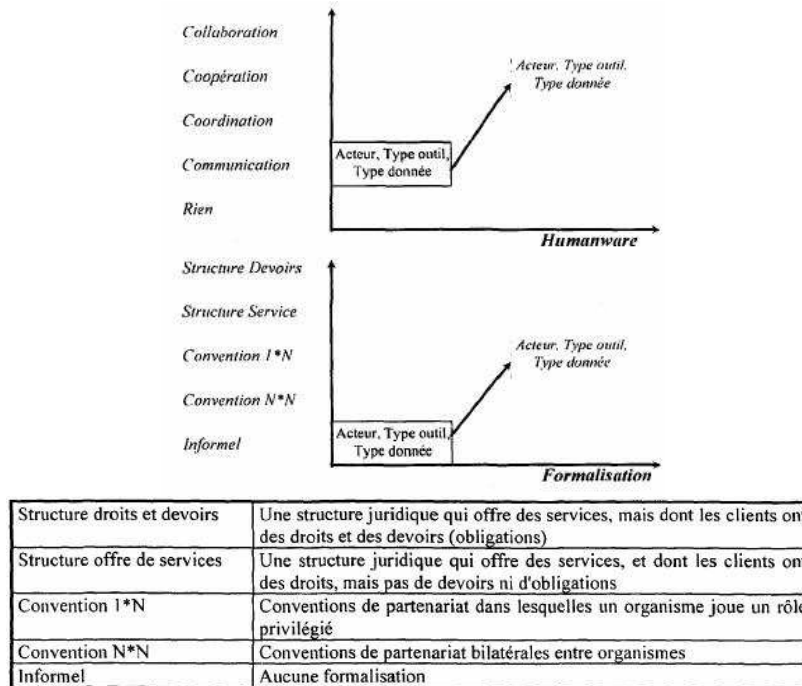 Collaboration
Coopération
Acteur, Type outil,
Type donnée
Coordination
Communication
Acteur, Type outil,
Type donnée
Rien
Humanware
Structure Devoirs
Structure Service
Convention 1*N
Acteur, Type outil,
Type donnée
Convention N*N
Informel
Acteur, Type outil,
Type donnée
Formalisation
Structure droits et devoirs
Une structure juridique qui offre des services, mais dont les clients ont
des droits et des devoirs (obligations)
Structure offre de services
Une structure juridique qui offre des services, et dont les clients ont
des droits, mais pas de devoirs ni d'obligations
Convention 1*N
Conventions de partenariat dans lesquelles un organisme joue un rôle
privilégié
Convention N*N
Conventions de partenariat bilatérales entre organismes
Informel
Aucune formalisation